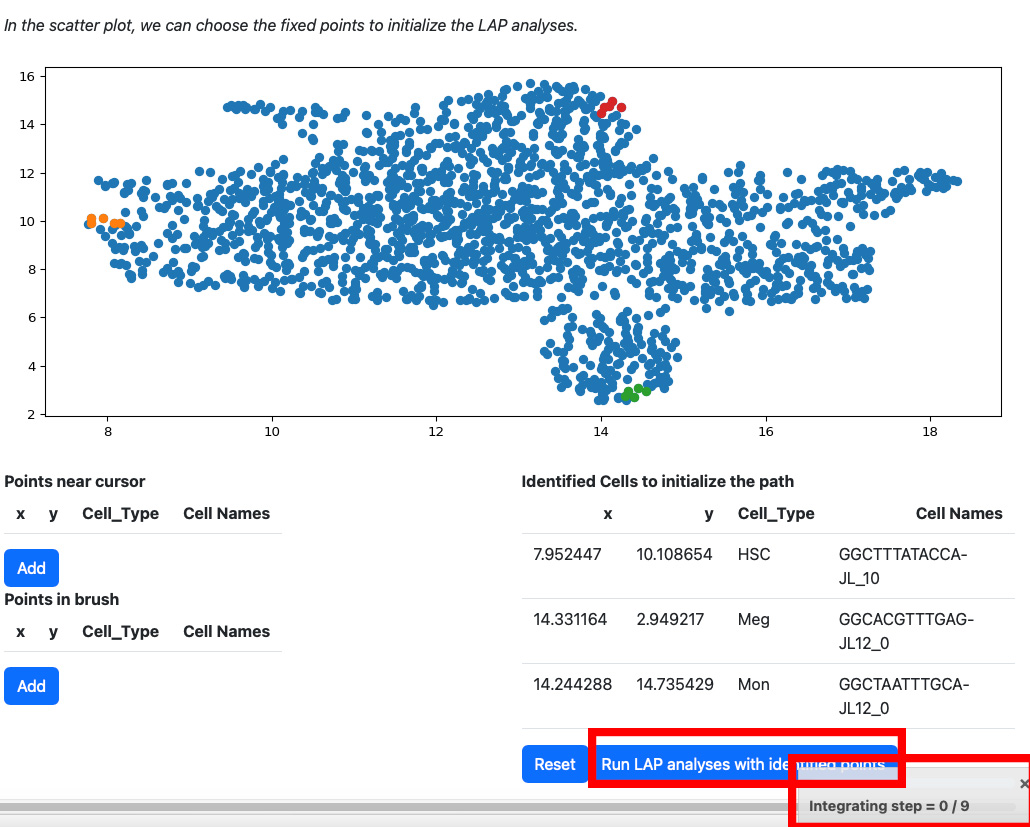 In the scatter plot, we can choose the fixed points to initialize the LAP analyses.
16
14
12
10
8
6
4
2
8 10 12 14 16 18
Points near cursor
x y Cell_Type Cell Names
Add
Points in brush
x y Cell_Type Cell Names
Add
Identified Cells to initialize the path
x y Cell_Type Cell Names
7.952447 10.108654 HSC GGCTTTATACCA-
JL_10
14.331164 2.949217 Meg GGCACGTTTGAG-
JL12_0
14.244288 14.735429 Mon GGCTAATTTGCA-
JL12_0
Reset Run LAP analyses with identified points
×
Integrating step = 0 / 9